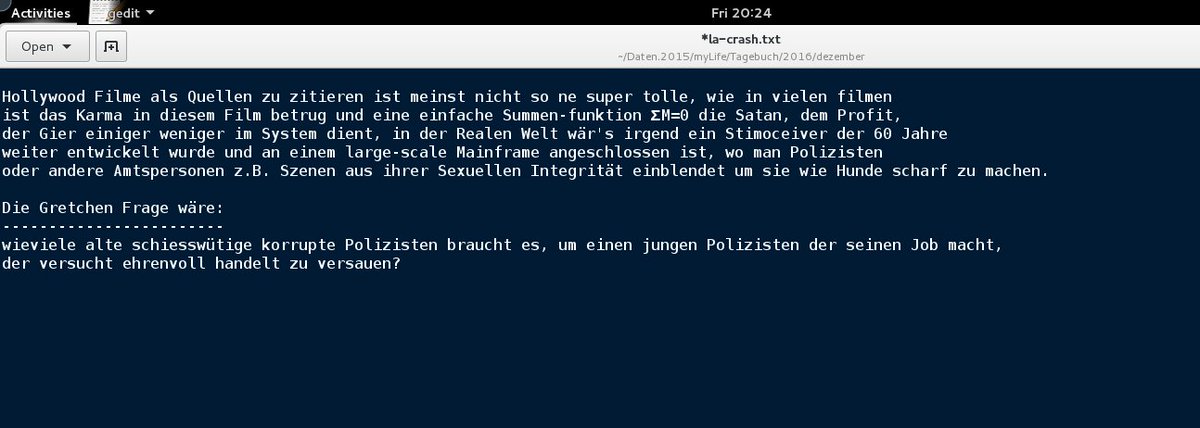 Activities gedit Fri 20:24
Open *la-crash.txt
~/Daten.2015/myLife/Tagebuch/2016/dezember
Hollywood Filme als Quellen zu zitieren ist meinst nicht so ne super tolle, wie in vielen filmen
ist das Karma in diesem Film betrug und eine einfache Summen-funktion ΣM=0 die Satan, dem Profit,
der Gier einiger weniger im System dient, in der Realen Welt wär's irgend ein Stimoceiver der 60 Jahre
weiter entwickelt wurde und an einem large-scale Mainframe angeschlossen ist, wo man Polizisten
oder andere Amtspersonen z.B. Szenen aus ihrer Sexuellen Integrität einblendet um sie wie Hunde scharf zu machen.
Die Gretchen Frage wäre:
------------------------
wieviele alte schiesswütige korrupte Polizisten braucht es, um einen jungen Polizisten der seinen Job macht,
der versucht ehrenvoll handelt zu versauen?